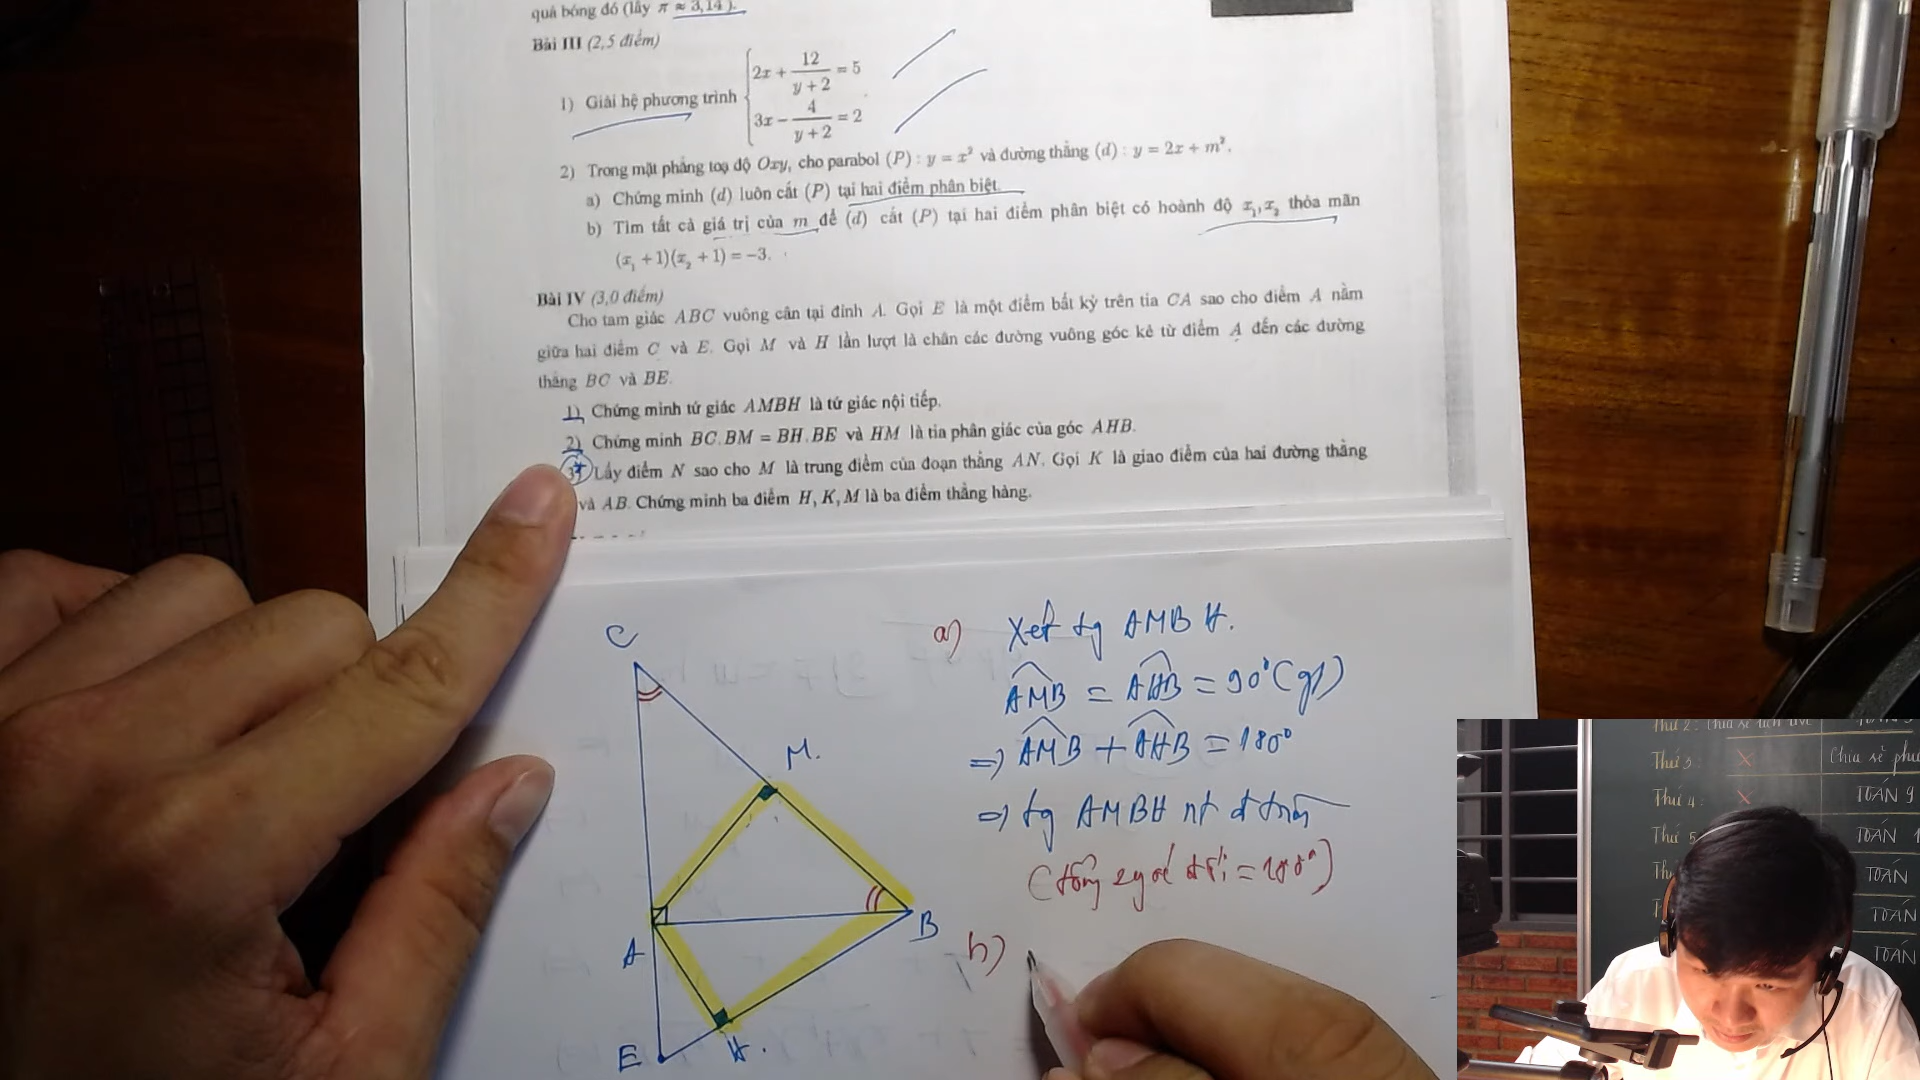 quả bóng đó (lấy π ≈ 3,14).
Bài III (2,5 điểm)
1) Giải hệ phương trình
2x + 12/(y + 2) = 5
3x − 4/(y + 2) = 2
2) Trong mặt phẳng toạ độ Oxy, cho parabol (P) : y = x² và đường thẳng (d) : y = 2x + m².
a) Chứng minh (d) luôn cắt (P) tại hai điểm phân biệt.
b) Tìm tất cả giá trị của m để (d) cắt (P) tại hai điểm phân biệt có hoành độ x₁, x₂ thỏa mãn
(x₁ + 1)(x₂ + 1) = −3.
Bài IV (3,0 điểm)
Cho tam giác ABC vuông cân tại đỉnh A. Gọi E là một điểm bất kỳ trên tia CA sao cho điểm A nằm
giữa hai điểm C và E. Gọi M và H lần lượt là chân các đường vuông góc kẻ từ điểm A đến các đường
thẳng BC và BE.
1) Chứng minh tứ giác AMBH là tứ giác nội tiếp.
2) Chứng minh BC.BM = BH.BE và HM là tia phân giác của góc AHB.
3) Lấy điểm N sao cho M là trung điểm của đoạn thẳng AN. Gọi K là giao điểm của hai đường thẳng
và AB. Chứng minh ba điểm H, K, M là ba điểm thẳng hàng.
C
M.
A
B
E
H.
a) Xét tg AMBH.
AMB = AHB = 90° (gt)
=> AMB + AHB = 180°
=> tg AMBH nt đ tròn
(tổng 2 góc đối = 180°)
b)
Thứ 3: X Chia sẻ
Thứ 4: X TOÁN 9
Thứ 5 TOÁN
TOÁN
TOÁN
TOÁN